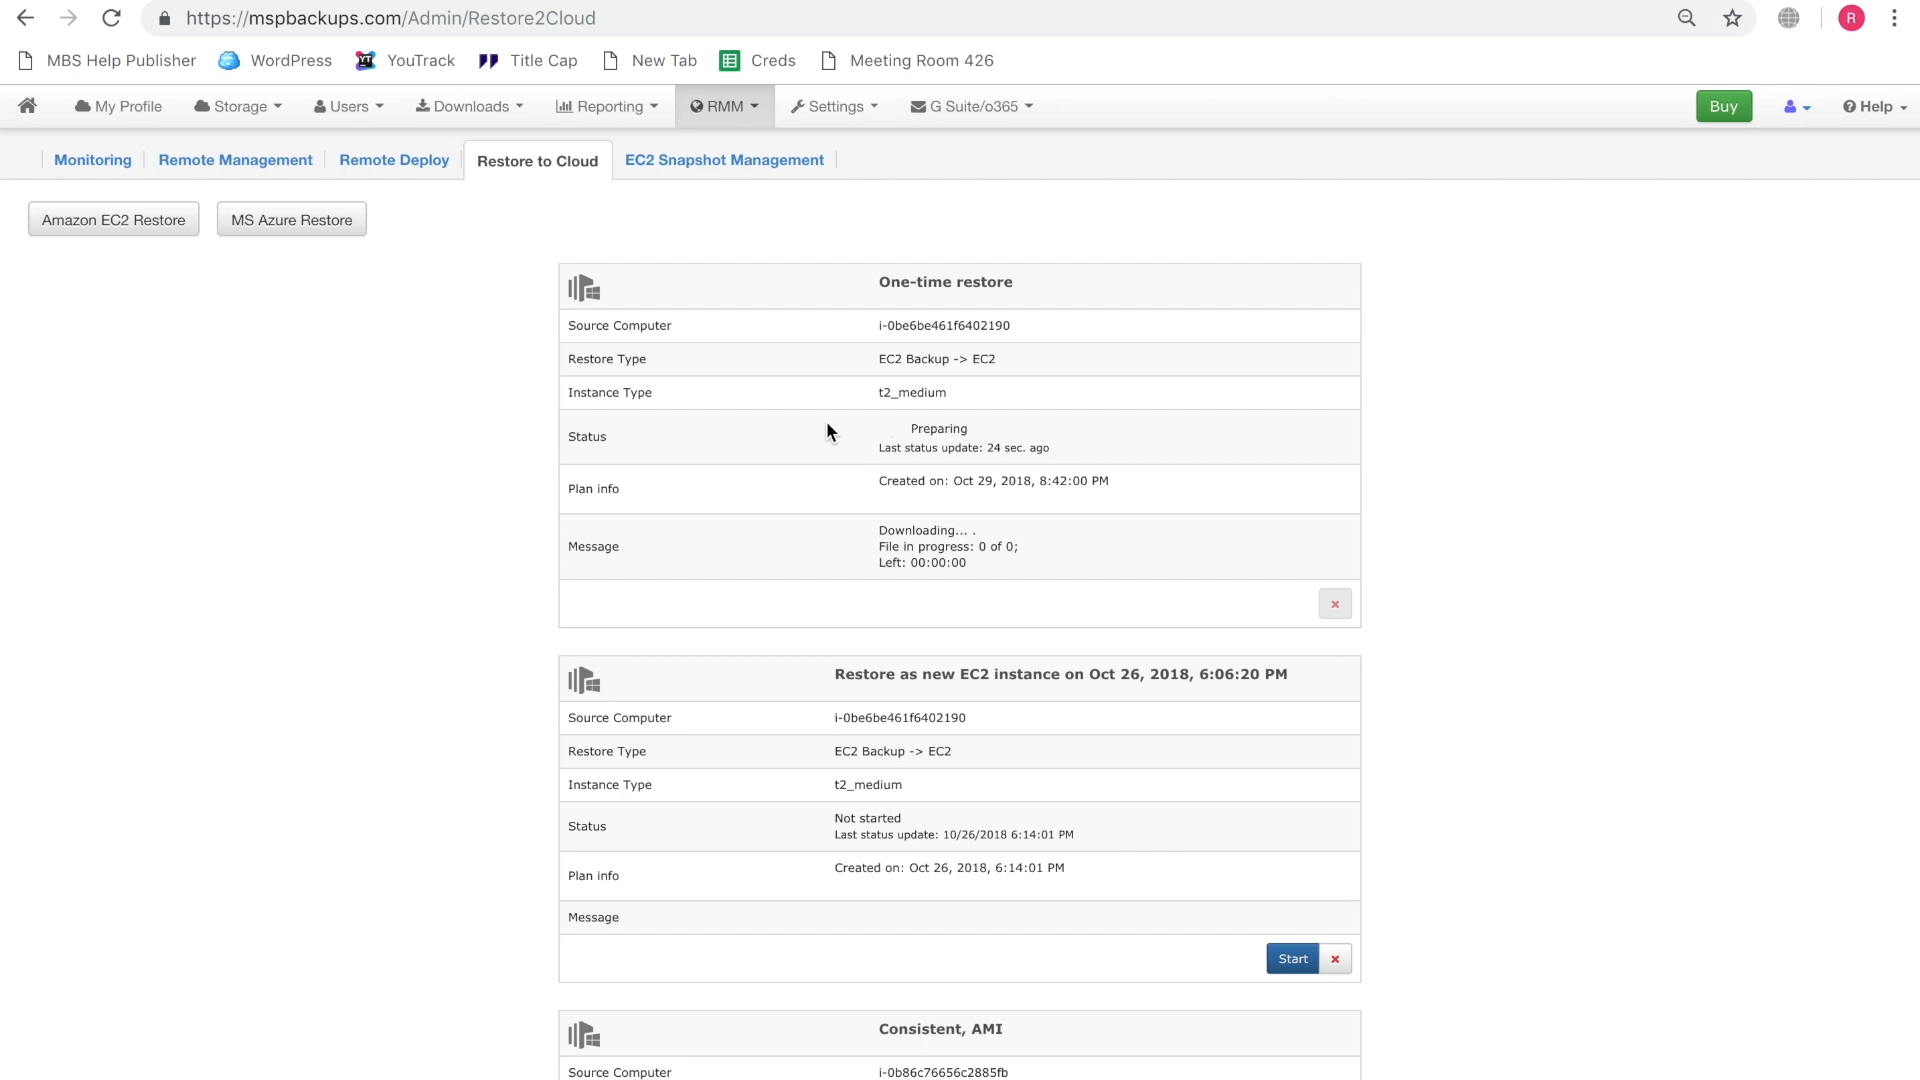 https://mspbackups.com/Admin/Restore2Cloud
R
MBS Help Publisher WordPress YouTrack Title Cap New Tab Creds Meeting Room 426
My Profile Storage Users Downloads Reporting RMM Settings G Suite/o365 Buy Help
Monitoring Remote Management Remote Deploy Restore to Cloud EC2 Snapshot Management
Amazon EC2 Restore MS Azure Restore
One-time restore
Source Computer i-0be6be461f6402190
Restore Type EC2 Backup -> EC2
Instance Type t2_medium
Status Preparing
Last status update: 24 sec. ago
Plan info Created on: Oct 29, 2018, 8:42:00 PM
Message Downloading... .
File in progress: 0 of 0;
Left: 00:00:00
Restore as new EC2 instance on Oct 26, 2018, 6:06:20 PM
Source Computer i-0be6be461f6402190
Restore Type EC2 Backup -> EC2
Instance Type t2_medium
Status Not started
Last status update: 10/26/2018 6:14:01 PM
Plan info Created on: Oct 26, 2018, 6:14:01 PM
Message
Start
Consistent, AMI
Source Computer i-0b86c76656c2885fb